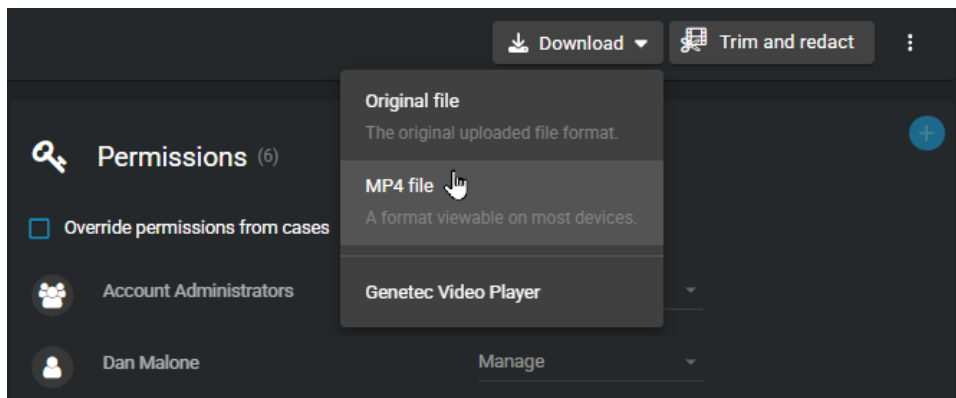 Download
Trim and redact
Original file
The original uploaded file format.
Permissions (6)
MP4 file
A format viewable on most devices.
Override permissions from cases
Account Administrators
Genetec Video Player
Dan Malone
Manage